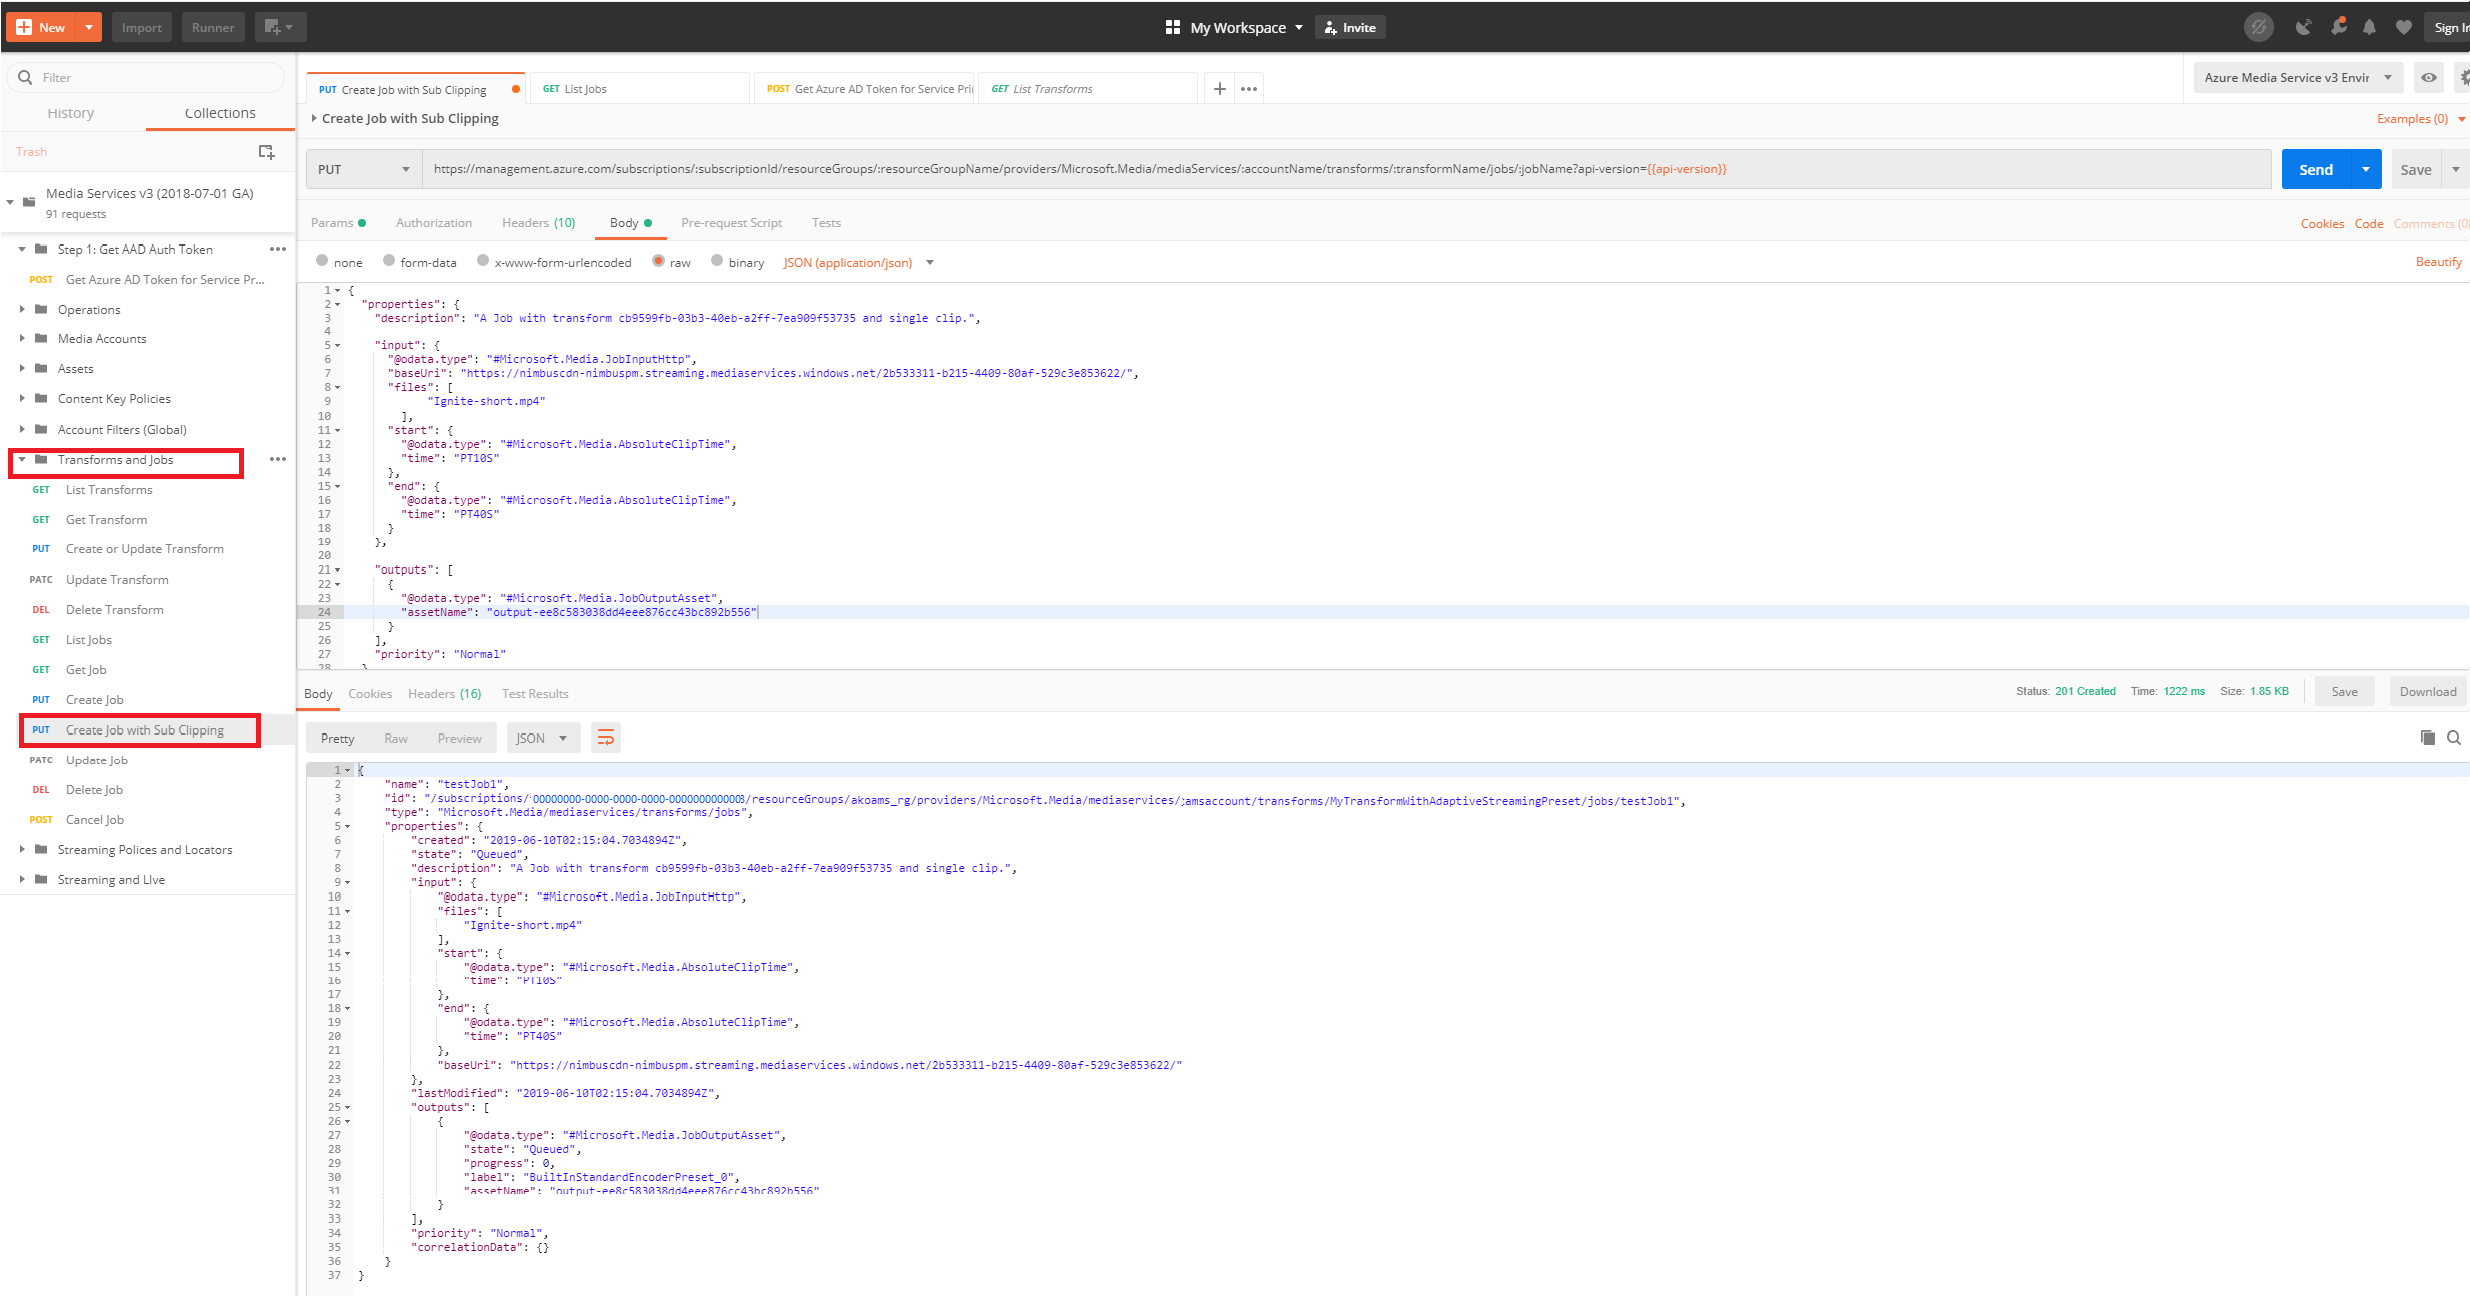 New
Import
Runner
My Workspace
Invite
Sign In
Filter
History
Collections
Trash
Media Services v3 (2018-07-01 GA)
91 requests
Step 1: Get AAD Auth Token
POST Get Azure AD Token for Service Pr...
Operations
Media Accounts
Assets
Content Key Policies
Account Filters (Global)
Transforms and Jobs
GET List Transforms
GET Get Transform
PUT Create or Update Transform
PATC Update Transform
DEL Delete Transform
GET List Jobs
GET Get Job
PUT Create Job
PUT Create Job with Sub Clipping
PATC Update Job
DEL Delete Job
POST Cancel Job
Streaming Polices and Locators
Streaming and LIve
PUT Create Job with Sub Clipping
GET List Jobs
POST Get Azure AD Token for Service Pri
GET List Transforms
Azure Media Service v3 Envir
Create Job with Sub Clipping
Examples (0)
PUT
https://management.azure.com/subscriptions/:subscriptionId/resourceGroups/:resourceGroupName/providers/Microsoft.Media/mediaServices/:accountName/transforms/:transformName/jobs/:jobName?api-version={{api-version}}
Send
Save
Params Authorization Headers (10) Body Pre-request Script Tests
Cookies Code Comments (0
none form-data x-www-form-urlencoded raw binary JSON (application/json)
Beautify
1 {
2 "properties": {
3 "description": "A Job with transform cb9599fb-03b3-40eb-a2ff-7ea909f53735 and single clip.",
4
5 "input": {
6 "@odata.type": "#Microsoft.Media.JobInputHttp",
7 "baseUri": "https://nimbuscdn-nimbuspm.streaming.mediaservices.windows.net/2b533311-b215-4409-80af-529c3e853622/",
8 "files": [
9 "Ignite-short.mp4"
10 ],
11 "start": {
12 "@odata.type": "#Microsoft.Media.AbsoluteClipTime",
13 "time": "PT10S"
14 },
15 "end": {
16 "@odata.type": "#Microsoft.Media.AbsoluteClipTime",
17 "time": "PT40S"
18 }
19 },
20
21 "outputs": [
22 {
23 "@odata.type": "#Microsoft.Media.JobOutputAsset",
24 "assetName": "output-ee8c583038dd4eee876cc43bc892b556"
25 }
26 ],
27 "priority": "Normal"
28 }
Body Cookies Headers (16) Test Results
Status: 201 Created Time: 1222 ms Size: 1.85 KB
Save
Download
Pretty Raw Preview JSON
1 {
2 "name": "testJob1",
3 "id": "/subscriptions/00000000-0000-0000-0000-000000000000/resourceGroups/akoams_rg/providers/Microsoft.Media/mediaservices/amsaccount/transforms/MyTransformWithAdaptiveStreamingPreset/jobs/testJob1",
4 "type": "Microsoft.Media/mediaservices/transforms/jobs",
5 "properties": {
6 "created": "2019-06-10T02:15:04.7034894Z",
7 "state": "Queued",
8 "description": "A Job with transform cb9599fb-03b3-40eb-a2ff-7ea909f53735 and single clip.",
9 "input": {
10 "@odata.type": "#Microsoft.Media.JobInputHttp",
11 "files": [
12 "Ignite-short.mp4"
13 ],
14 "start": {
15 "@odata.type": "#Microsoft.Media.AbsoluteClipTime",
16 "time": "PT10S"
17 },
18 "end": {
19 "@odata.type": "#Microsoft.Media.AbsoluteClipTime",
20 "time": "PT40S"
21 },
22 "baseUri": "https://nimbuscdn-nimbuspm.streaming.mediaservices.windows.net/2b533311-b215-4409-80af-529c3e853622/"
23 },
24 "lastModified": "2019-06-10T02:15:04.7034894Z",
25 "outputs": [
26 {
27 "@odata.type": "#Microsoft.Media.JobOutputAsset",
28 "state": "Queued",
29 "progress": 0,
30 "label": "BuiltInStandardEncoderPreset_0",
31 "assetName": "output-ee8c583038dd4eee876cc43bc892b556"
32 }
33 ],
34 "priority": "Normal",
35 "correlationData": {}
36 }
37 }